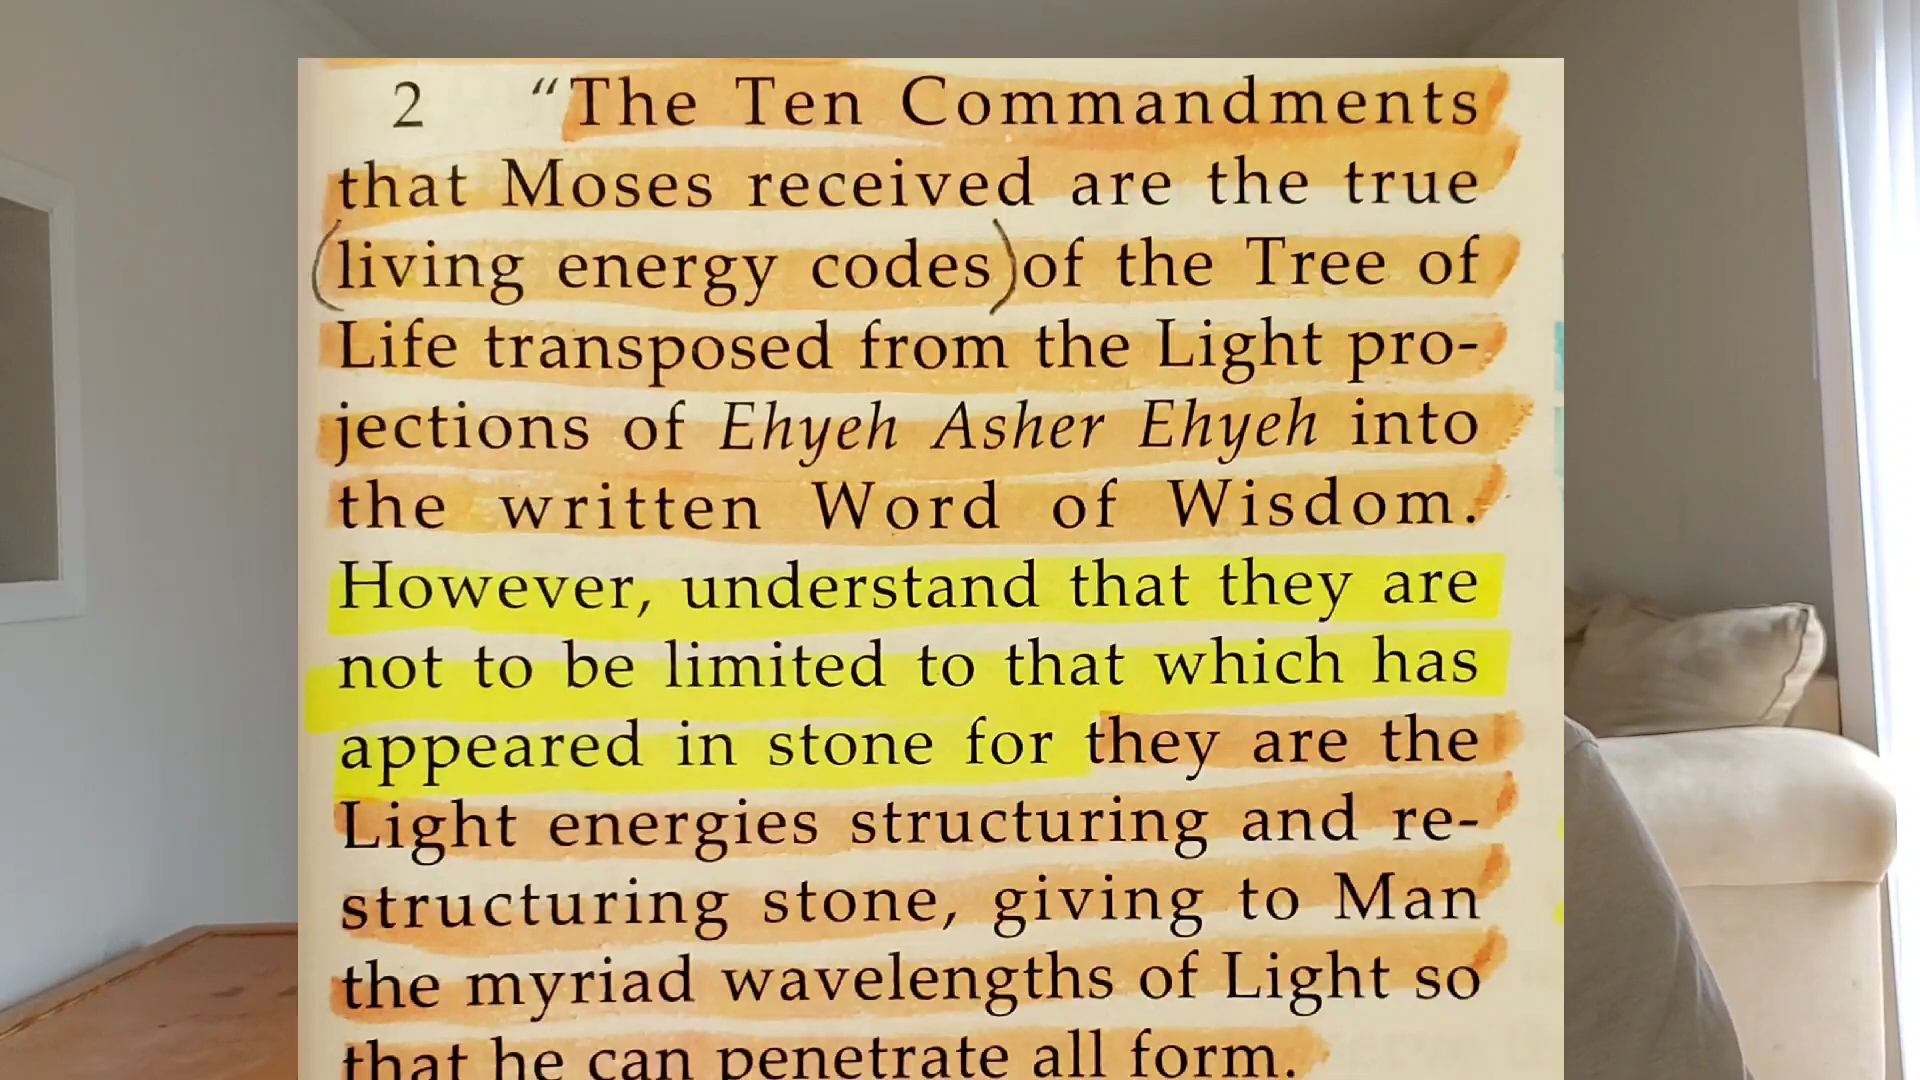 2 “The Ten Commandments
that Moses received are the true
(living energy codes) of the Tree of
Life transposed from the Light pro-
jections of Ehyeh Asher Ehyeh into
the written Word of Wisdom.
However, understand that they are
not to be limited to that which has
appeared in stone for they are the
Light energies structuring and re-
structuring stone, giving to Man
the myriad wavelengths of Light so
that he can penetrate all form.